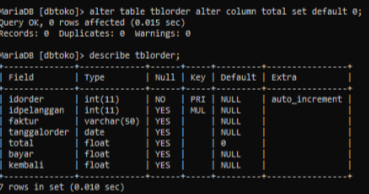 MariaDB [dbtoko]> alter table tblorder alter column total set default 0;
Query OK, 0 rows affected (0.015 sec)
Records: 0  Duplicates: 0  Warnings: 0

MariaDB [dbtoko]> describe tblorder;
+--------------+-------------+------+-----+---------+----------------+
| Field        | Type        | Null | Key | Default | Extra          |
+--------------+-------------+------+-----+---------+----------------+
| idorder      | int(11)     | NO   | PRI | NULL    | auto_increment |
| idpelanggan  | int(11)     | YES  | MUL | NULL    |                |
| faktur       | varchar(50) | YES  |     | NULL    |                |
| tanggalorder | date        | YES  |     | NULL    |                |
| total        | float       | YES  |     | 0       |                |
| bayar        | float       | YES  |     | NULL    |                |
| kembali      | float       | YES  |     | NULL    |                |
+--------------+-------------+------+-----+---------+----------------+
7 rows in set (0.010 sec)